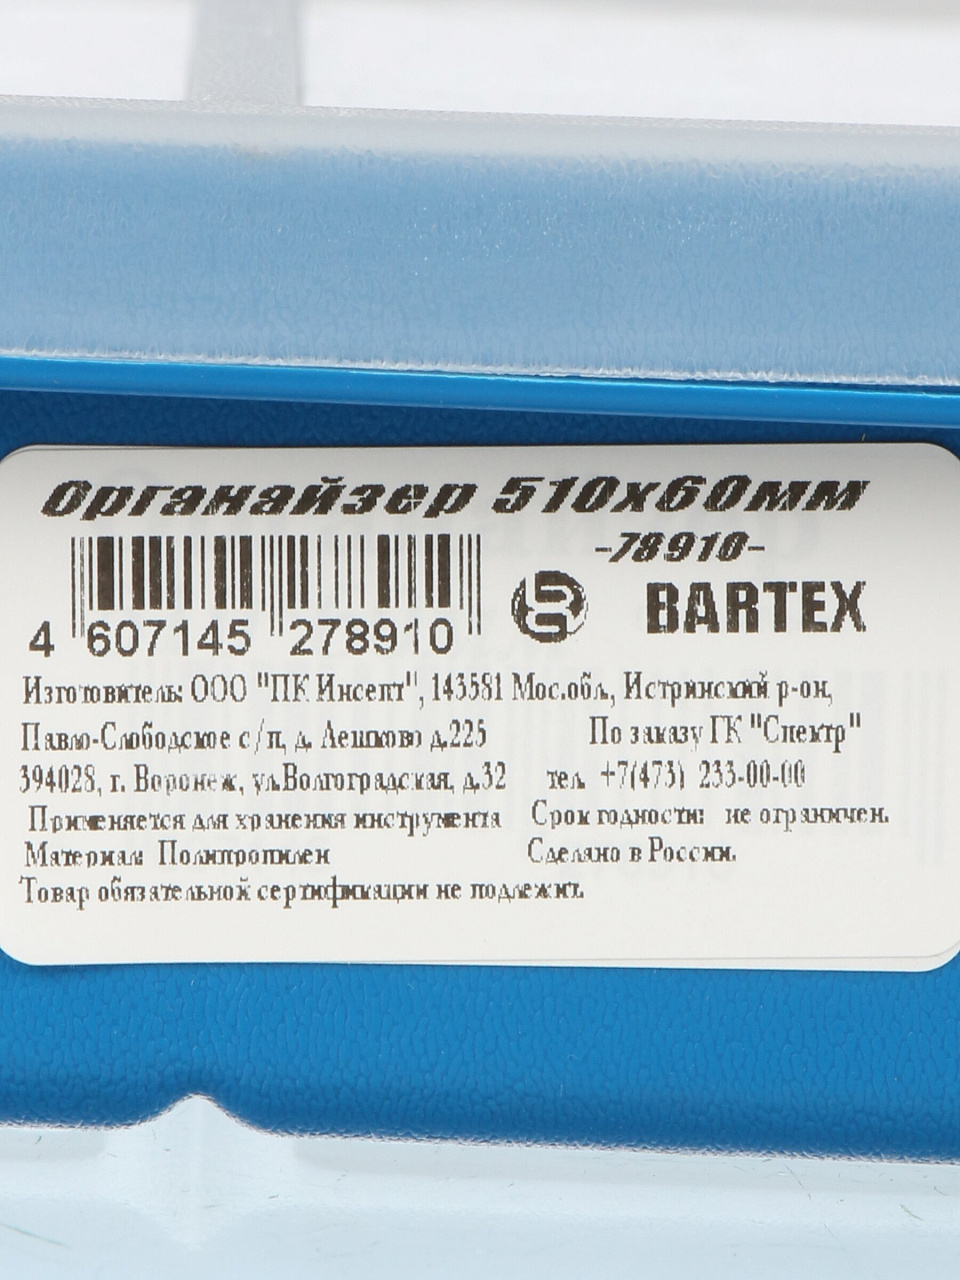 Органайзер 510х60мм
-78910-
BARTEX
4 607145 278910
Изготовитель: ООО "ПК Инсепт", 143581 Мос.обл, Истринский р-он,
Павло-Слободское с/п, д. Лешково д.225 По заказу ГК "Спектр"
394028, г. Воронеж, ул.Волгоградская, д.32 тел. +7(473) 233-00-00
Применяется для хранения инструмента Срок годности: не ограничен.
Материал: Полипропилен Сделано в России.
Товар обязательной сертификации не подлежит.